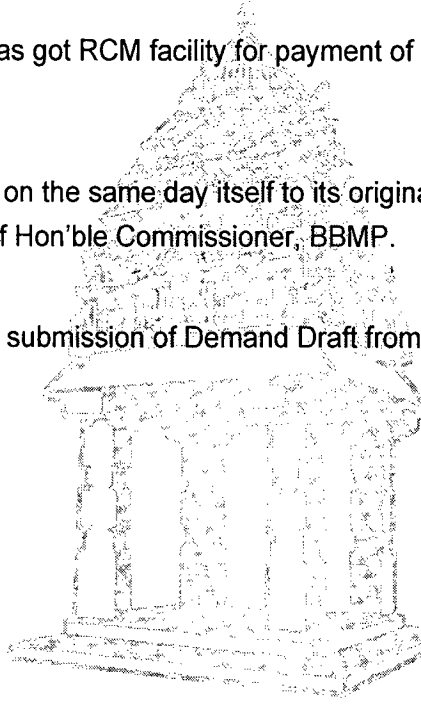 as got RCM facility for payment of
on the same day itself to its origina
f Hon'ble Commissioner, BBMP.
submission of Demand Draft from